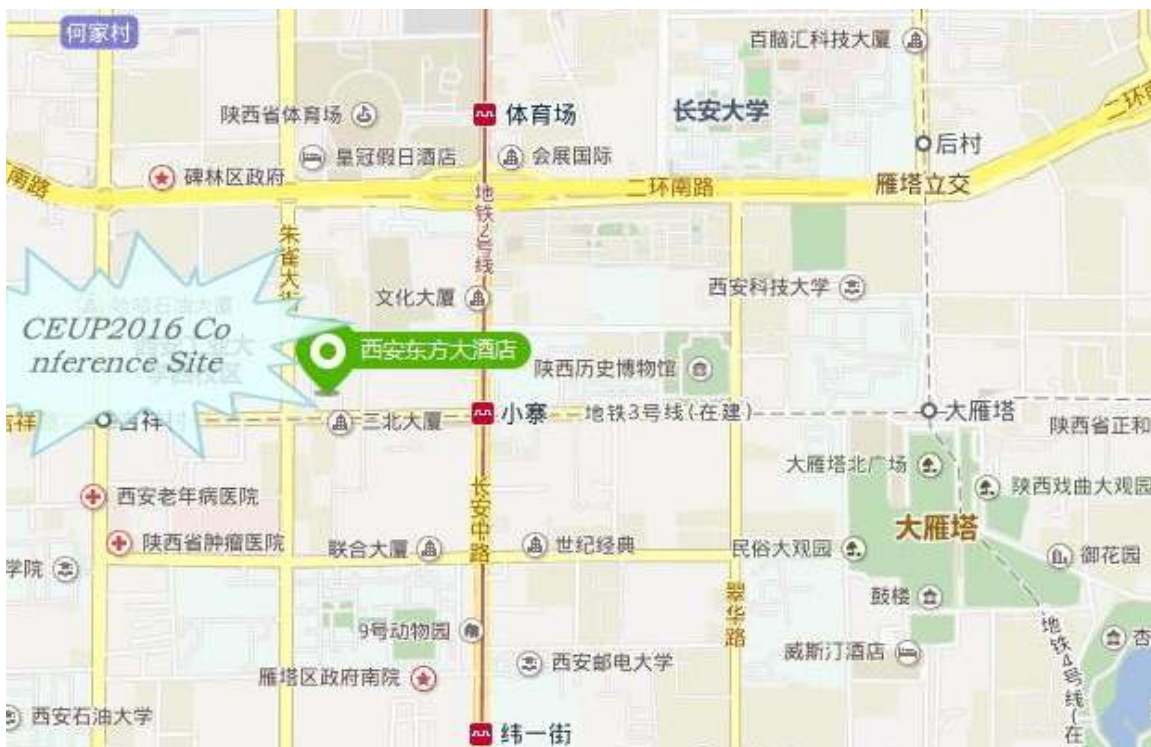 何家村
百脑汇科技大厦
陕西省体育场
体育场
长安大学
二环南
皇冠假日酒店
会展国际
后村
碑林区政府
南路
二环南路
雁塔立交
地铁2号线
朱雀大街
西安科技大学
文化大厦
CEUP2016 Co
nference Site
西安东方大酒店
陕西历史博物馆
吉祥
三北大厦
小寨
地铁3号线(在建)
大雁塔
陕西省正和
大雁塔北广场
西安老年病医院
陕西戏曲大观园
长安中路
大雁塔
陕西省肿瘤医院
联合大厦
世纪经典
民俗大观园
御花园
学院
翠华路
鼓楼
9号动物园
地铁4号线(在
杏
威斯汀酒店
西安邮电大学
雁塔区政府南院
西安石油大学
纬一街